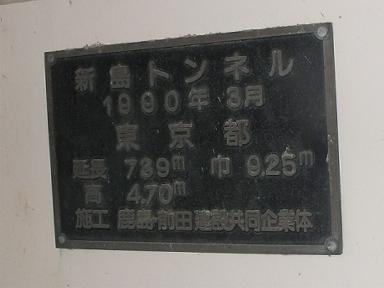 新島トンネル
1990年3月
東京都
延長 739m 巾 9.25m
高 4.70m
施工 鹿島・前田建設共同企業体